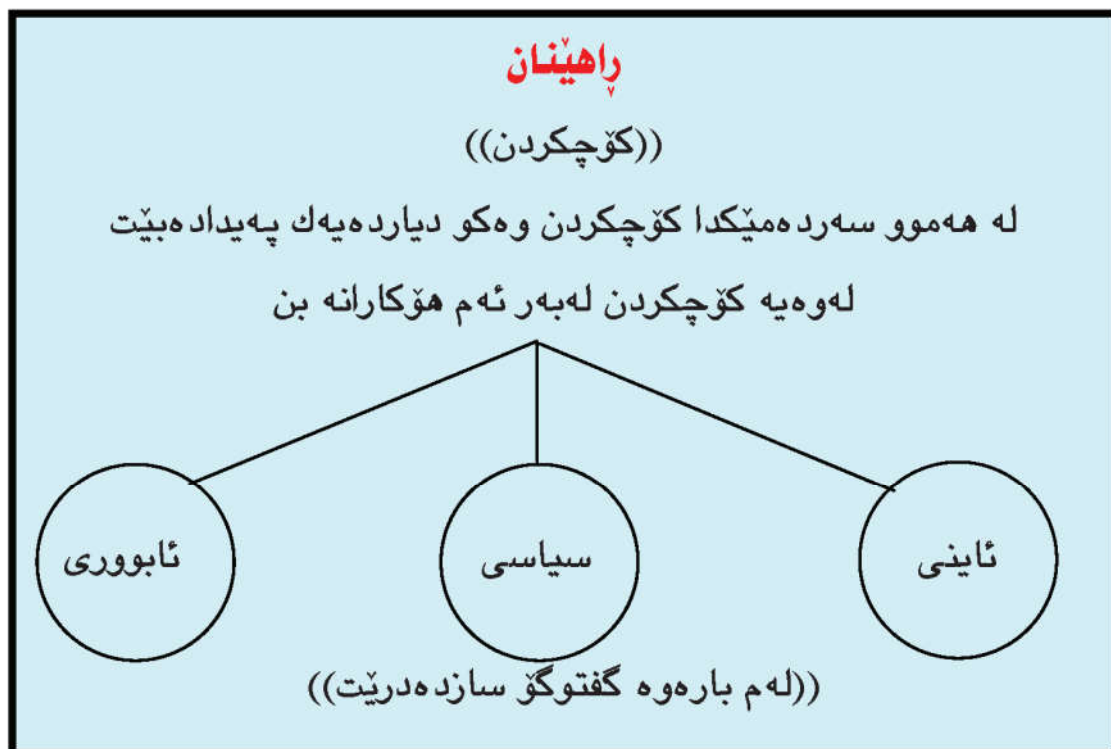 ڕاهێنان
((کۆچکردن))
لە هەموو سەردەمێکدا کۆچکردن وەکو دیاردەیەك پەیدادەبێت
لەوەیە کۆچکردن لەبەر ئەم هۆکارانە بن
ئاینی
سیاسی
ئابووری
((لەم بارەوە گفتوگۆ سازدەدرێت))